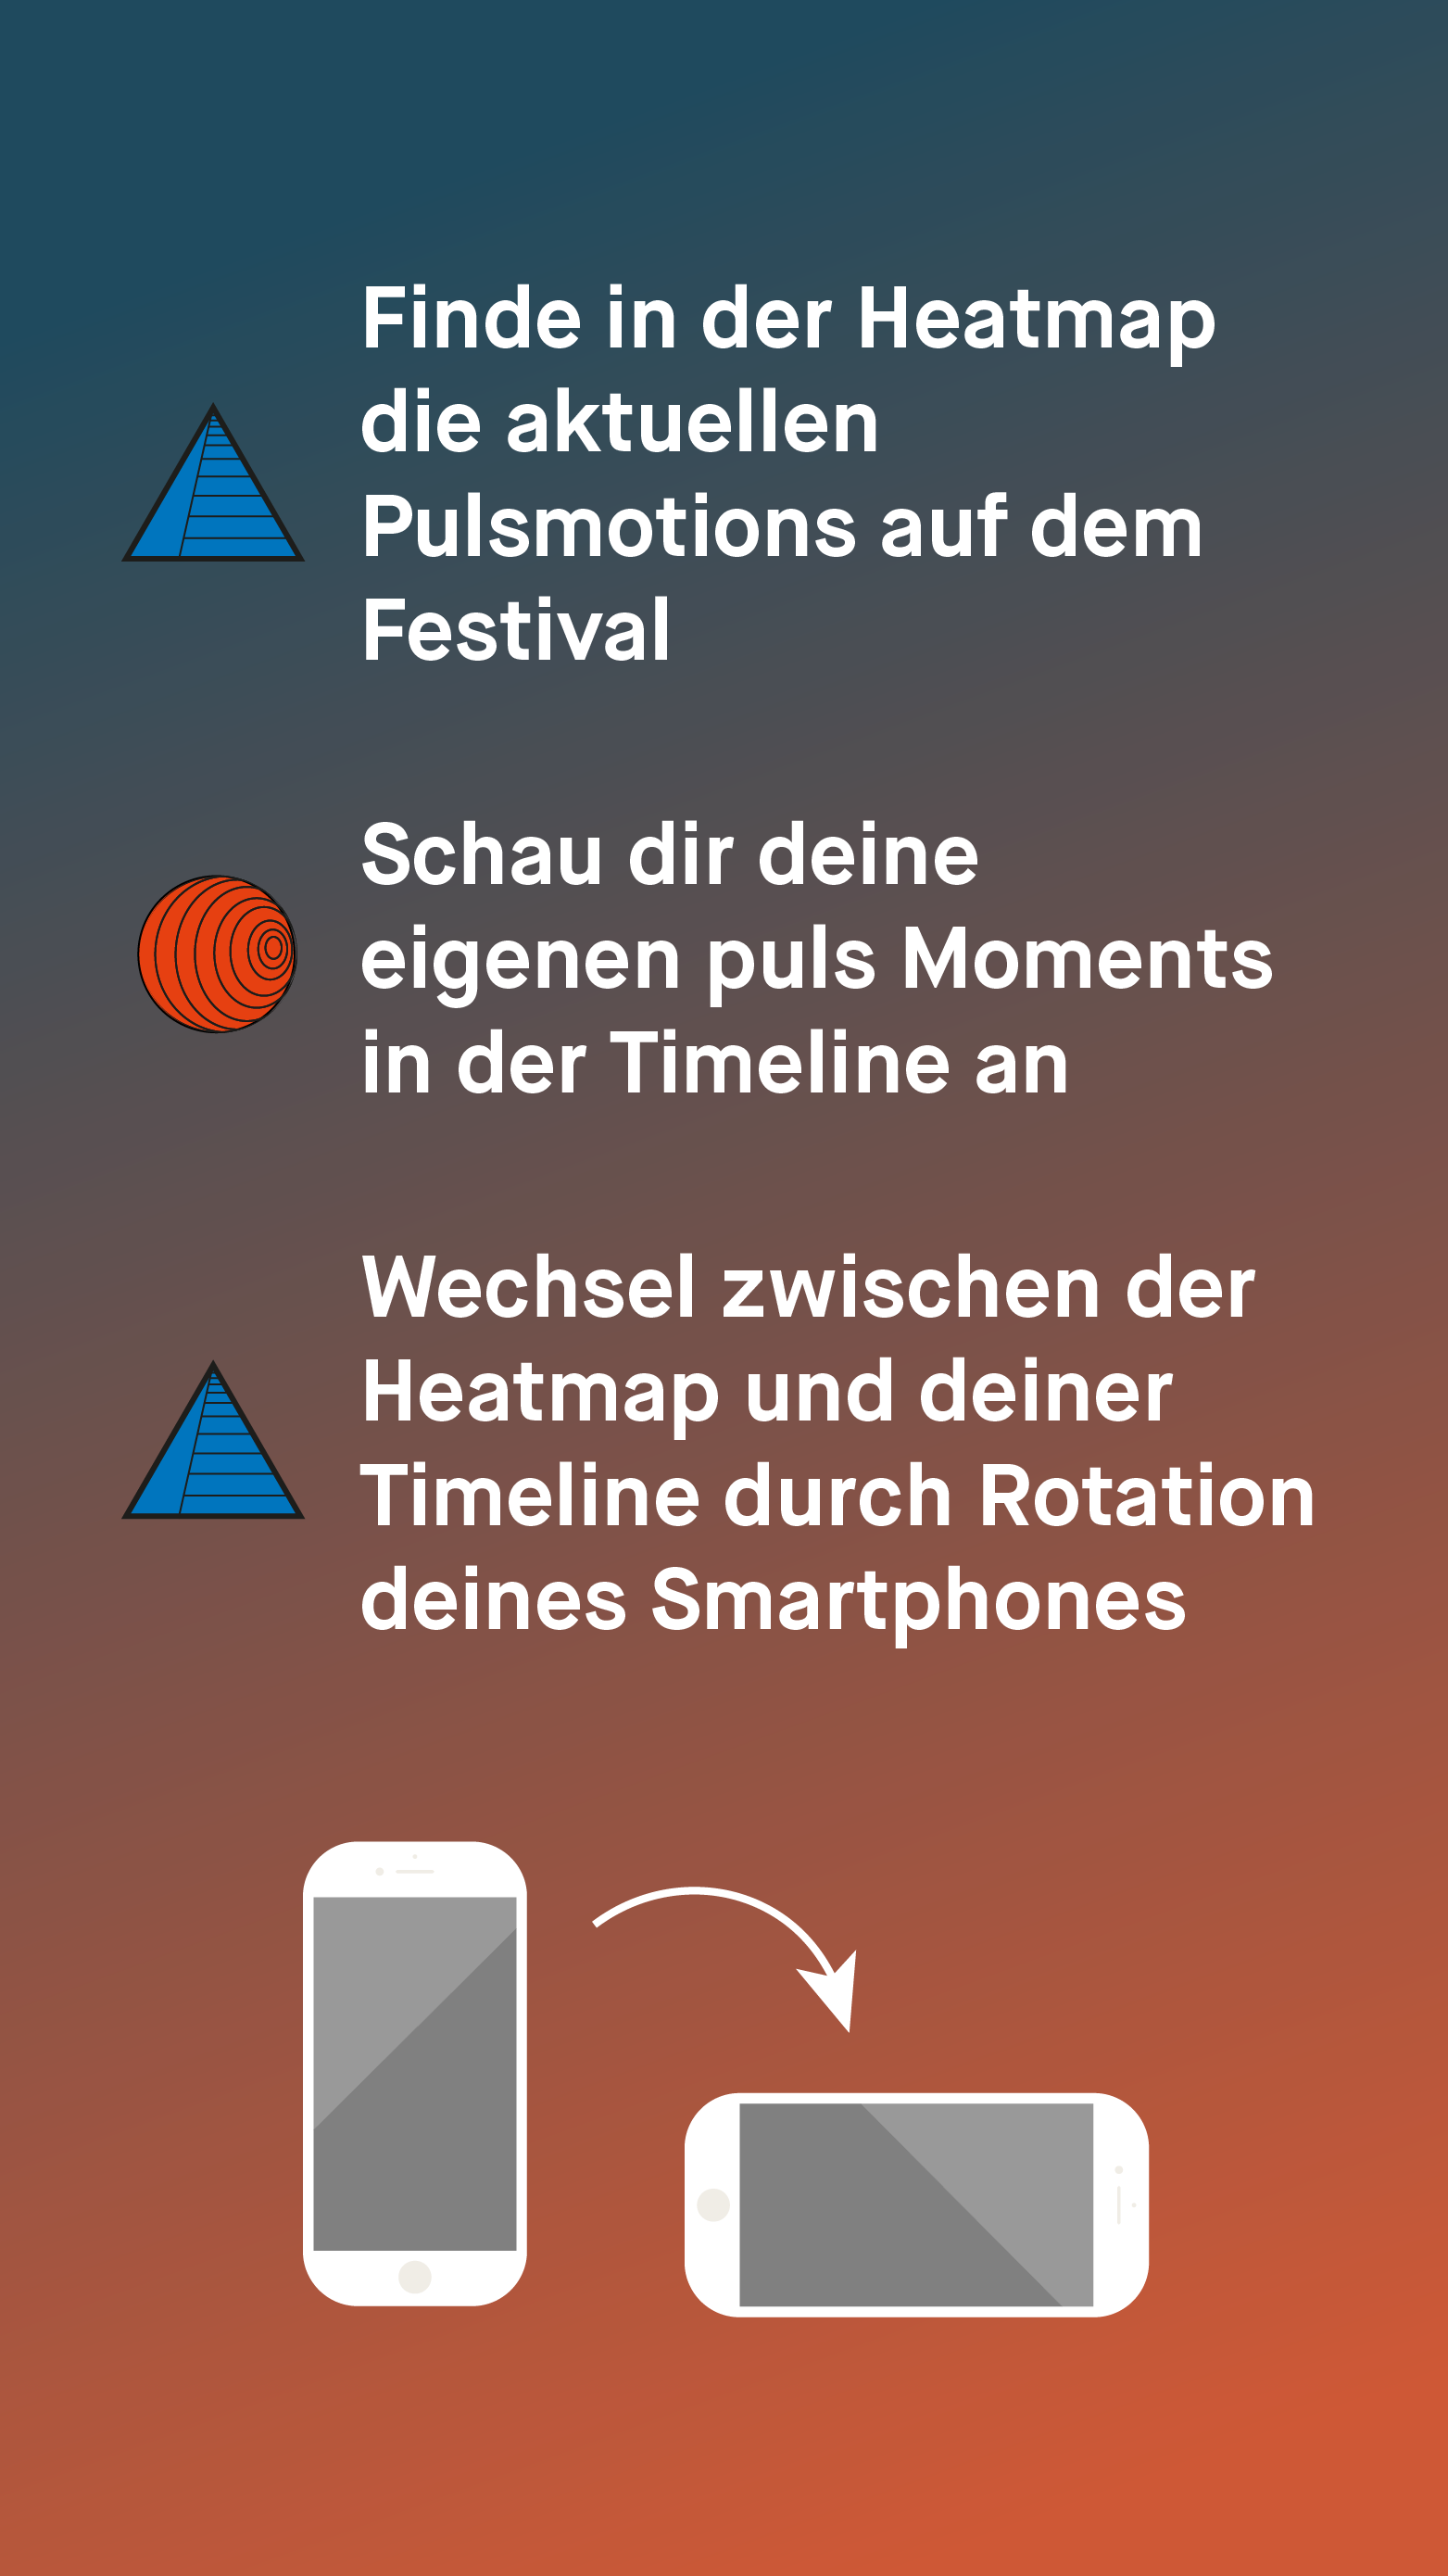 Finde in der Heatmap
die aktuellen
Pulsmotions auf dem
Festival
Schau dir deine
eigenen puls Moments
in der Timeline an
Wechsel zwischen der
Heatmap und deiner
Timeline durch Rotation
deines Smartphones